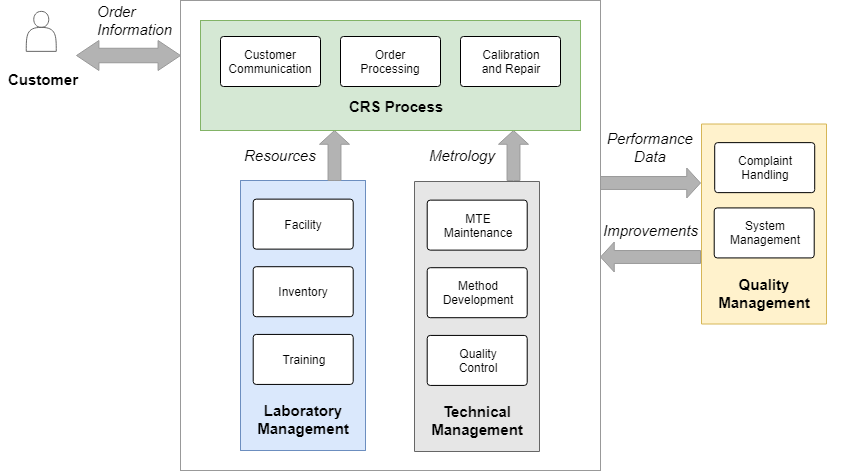 Order
Information
Customer
Customer
Communication
Order
Processing
Calibration
and Repair
CRS Process
Resources
Metrology
Performance
Data
Improvements
Facility
Inventory
Training
Laboratory
Management
MTE
Maintenance
Method
Development
Quality
Control
Technical
Management
Complaint
Handling
System
Management
Quality
Management